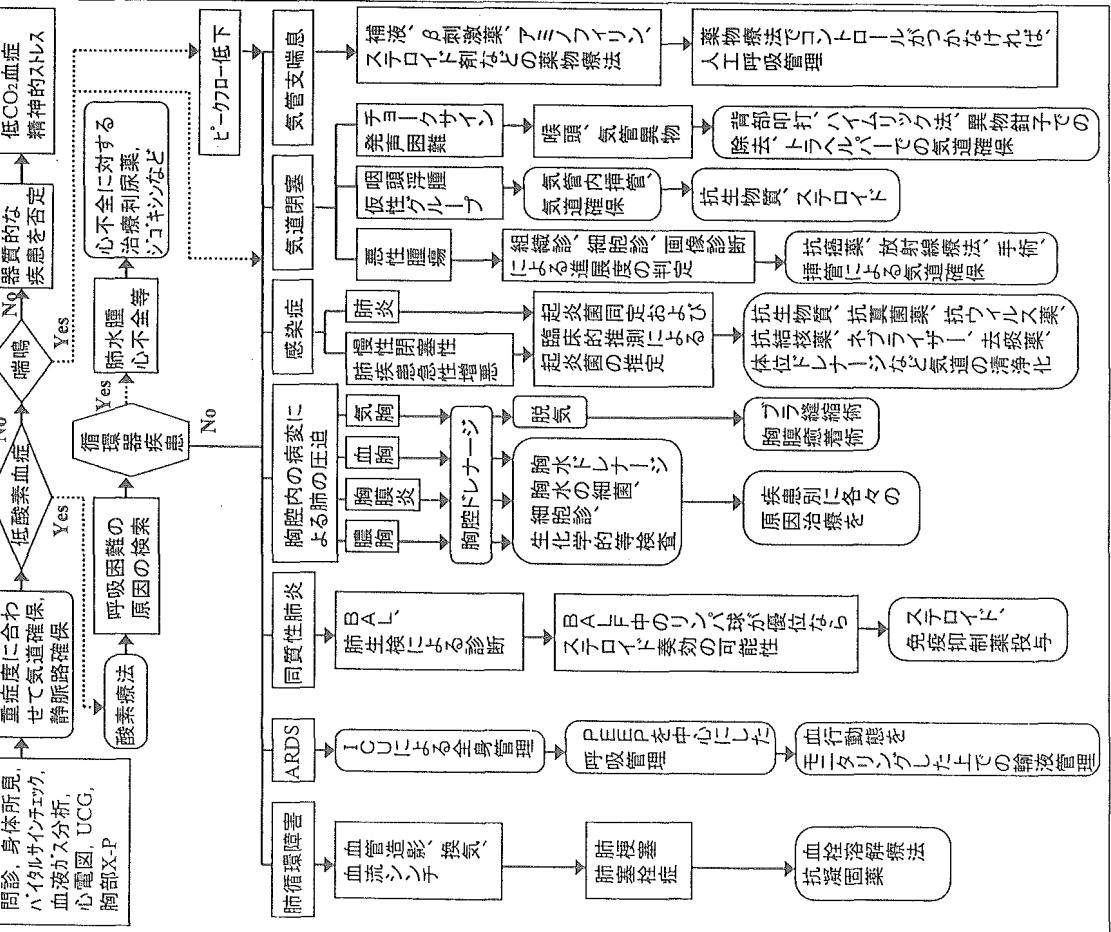 問診, 身体所見,
バイタルサインチェック,
血液ガス分析,
心電図, UCG,
胸部X-P
重症度に合わ
せて気道確保,
静脈路確保
低酸素血症
No
Yes
喘鳴
No
Yes
器質的な
疾患を否定
低CO₂血症
精神的ストレス
酸素療法
呼吸困難の
原因の検索
循環
器疾
患
Yes
No
肺水腫
心不全等
心不全に対する
治療利尿薬,
ジゴキシンなど
ピークフロー低下
肺循環障害
血管造影、換気、
血流シンチ
肺梗塞
肺塞栓症
血栓溶解療法
抗凝固薬
ARDS
ICUによる全身管理
PEEPを中心にした
呼吸管理
血行動態を
モニタリングした上での輸液管理
同質性肺炎
BAL、
肺生検による診断
BALF中のリンパ球が優位なら
ステロイド奏効の可能性
ステロイド、
免疫抑制薬投与
胸腔内の病変に
よる肺の圧迫
膿胸
胸膜炎
血胸
気胸
胸腔ドレナージ
胸水ドレナージ
胸水の細菌、
細胞診、
生化学的等検査
疾患別に各々の
原因治療を
脱気
ブラ縫縮術
胸膜癒着術
感染症
慢性閉塞性
肺疾患急性増悪
肺炎
起炎菌同定および
臨床的推測による
起炎菌の推定
抗生物質、抗真菌薬、抗ウイルス薬、
抗結核薬、ネブライザー、去痰薬、
体位ドレナージなど気道の清浄化
気道閉塞
悪性腫瘍
組織診、細胞診、画像診断
による進展度の判定
抗癌薬、放射線療法、手術、
挿管による気道確保
咽頭浮腫
仮性グループ
気管内挿管、
気道確保
抗生物質、ステロイド
チョークサイン
発声困難
喉頭、気管異物
背部叩打、ハイムリック法、異物鉗子での
除去、トラヘルパーでの気道確保
気管支喘息
補液、β刺激薬、アミノフィリン、
ステロイド剤などの薬物療法
薬物療法でコントロールがつかなければ、
人工呼吸管理